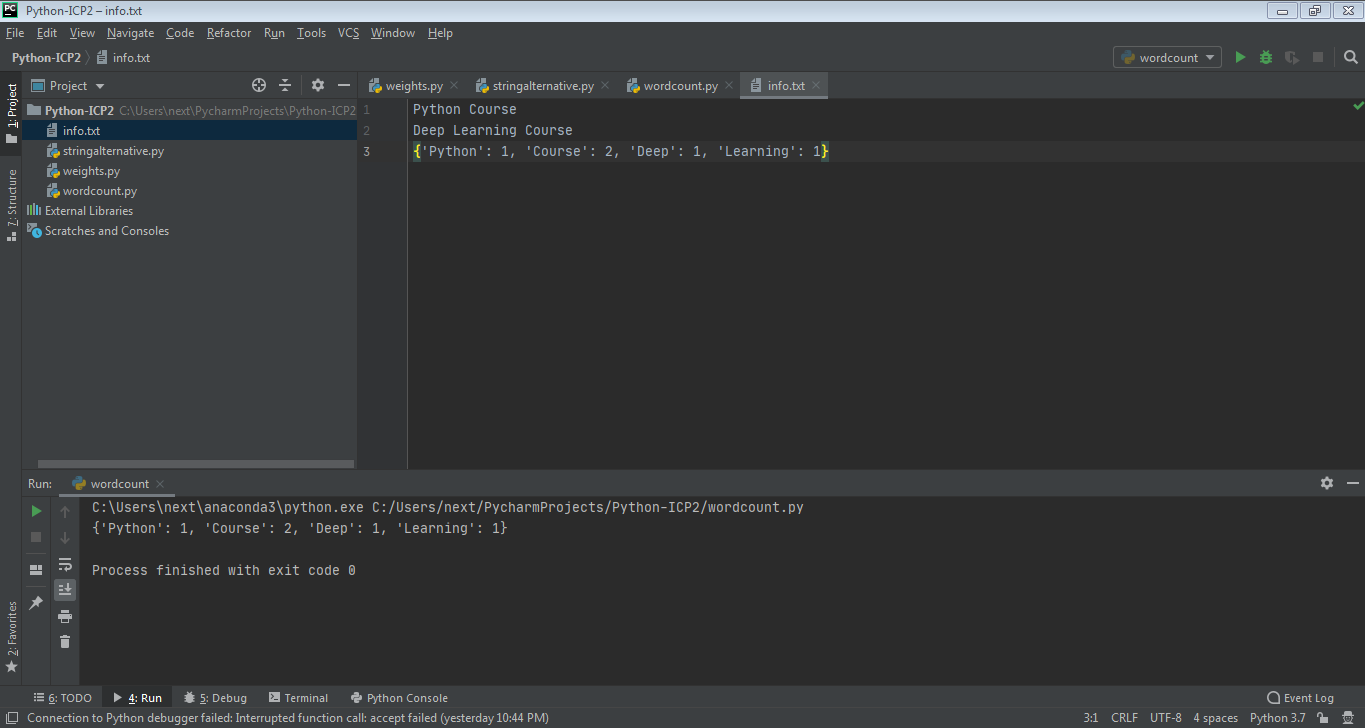 PC Python-ICP2 – info.txt
File Edit View Navigate Code Refactor Run Tools VCS Window Help
Python-ICP2 info.txt wordcount
Project weights.py stringalternative.py wordcount.py info.txt
1: Project
Python-ICP2 C:\Users\next\PycharmProjects\Python-ICP2
info.txt
stringalternative.py
weights.py
wordcount.py
External Libraries
Scratches and Consoles
7: Structure
1 Python Course
2 Deep Learning Course
3 {'Python': 1, 'Course': 2, 'Deep': 1, 'Learning': 1}
Run: wordcount
C:\Users\next\anaconda3\python.exe C:/Users/next/PycharmProjects/Python-ICP2/wordcount.py
{'Python': 1, 'Course': 2, 'Deep': 1, 'Learning': 1}
Process finished with exit code 0
2: Favorites
6: TODO 4: Run 5: Debug Terminal Python Console Event Log
Connection to Python debugger failed: Interrupted function call: accept failed (yesterday 10:44 PM) 3:1 CRLF UTF-8 4 spaces Python 3.7